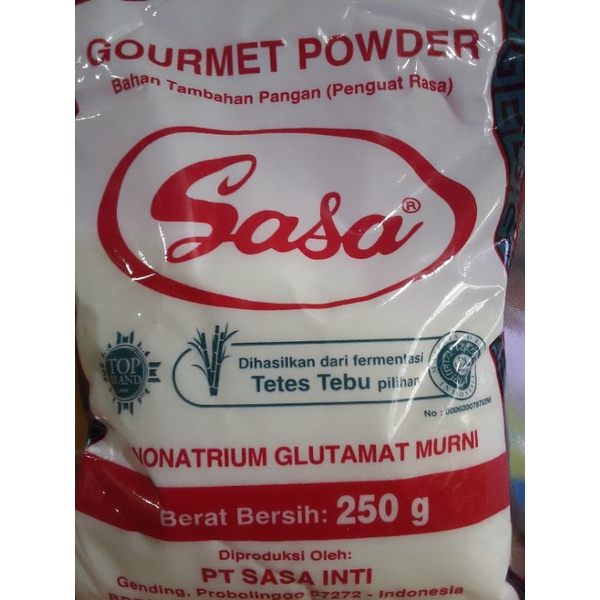 GOURMET POWDER
Bahan Tambahan Pangan (Penguat Rasa)
Sasa®
TOP
BRAND
Dihasilkan dari fermentasi
Tetes Tebu pilihan
NONATRIUM GLUTAMAT MURNI
Berat Bersih: 250 g
Diproduksi Oleh:
PT SASA INTI
Gending, Probolinggo 67272 - Indonesia